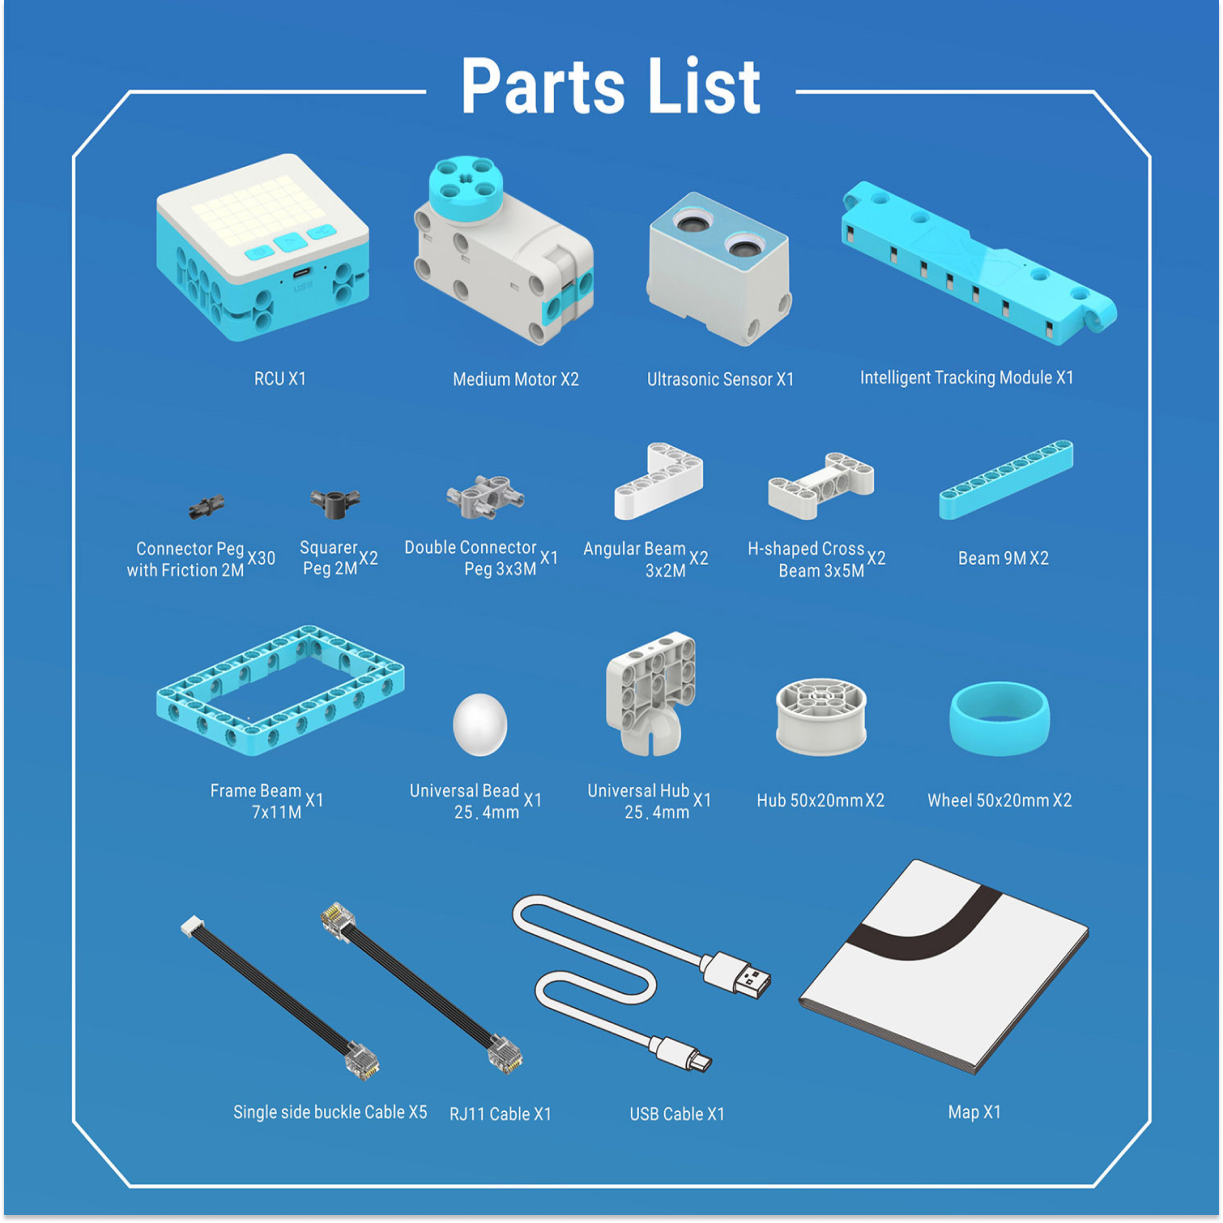 Parts List
USB
RCU X1
Medium Motor X2
Ultrasonic Sensor X1
Intelligent Tracking Module X1
Connector Peg
with Friction 2M X30
Squarer
Peg 2M X2
Double Connector
Peg 3x3M X1
Angular Beam
3x2M X2
H-shaped Cross
Beam 3x5M X2
Beam 9M X2
Frame Beam
7x11M X1
Universal Bead
25.4mm X1
Universal Hub
25.4mm X1
Hub 50x20mm X2
Wheel 50x20mm X2
Single side buckle Cable X5
RJ11 Cable X1
USB Cable X1
Map X1